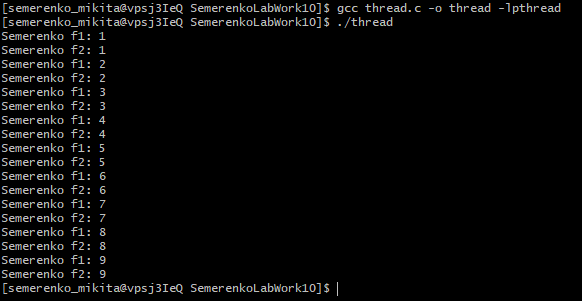 [semerenko_mikita@vpsj3IeQ SemerenkoLabWork10]$ gcc thread.c -o thread -lpthread
[semerenko_mikita@vpsj3IeQ SemerenkoLabWork10]$ ./thread
Semerenko f1: 1
Semerenko f2: 1
Semerenko f1: 2
Semerenko f2: 2
Semerenko f1: 3
Semerenko f2: 3
Semerenko f1: 4
Semerenko f2: 4
Semerenko f1: 5
Semerenko f2: 5
Semerenko f1: 6
Semerenko f2: 6
Semerenko f1: 7
Semerenko f2: 7
Semerenko f1: 8
Semerenko f2: 8
Semerenko f1: 9
Semerenko f2: 9
[semerenko_mikita@vpsj3IeQ SemerenkoLabWork10]$